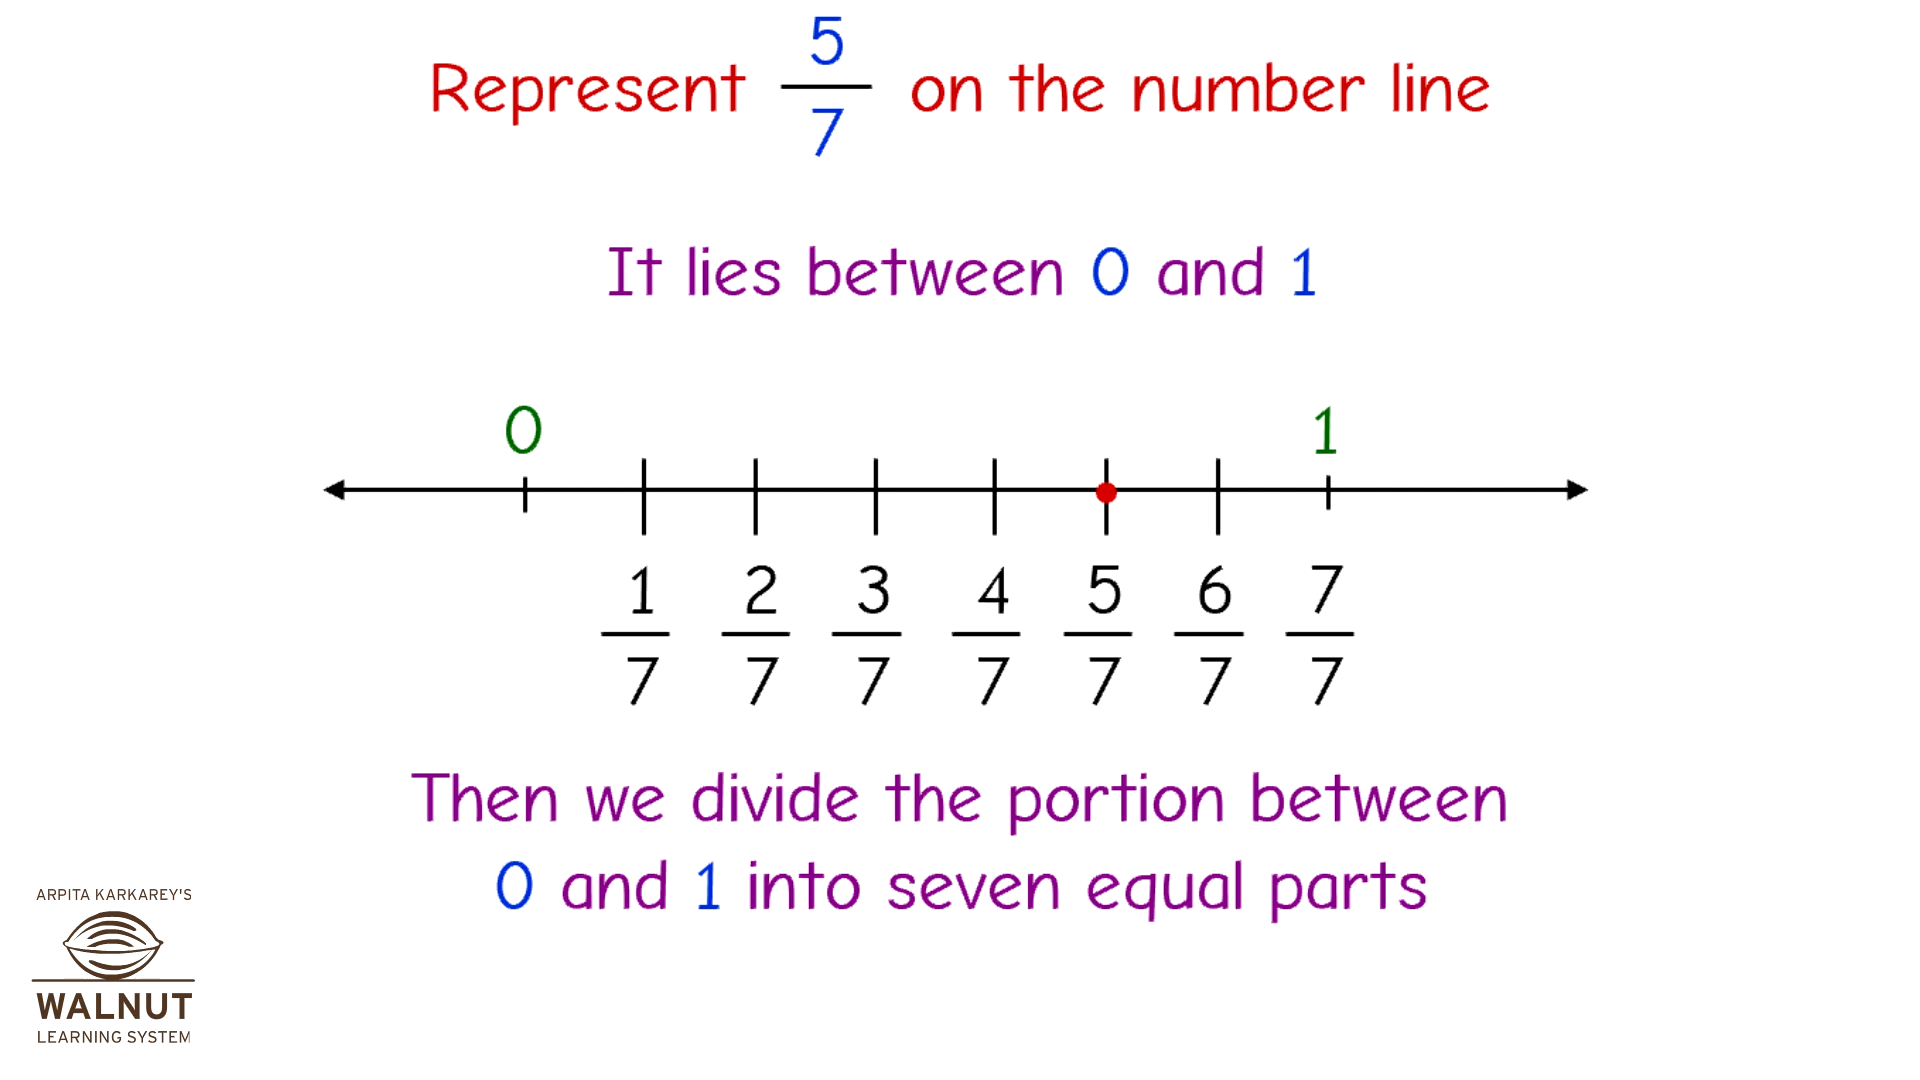 Represent 5/7 on the number line
It lies between 0 and 1
0 1
1/7 2/7 3/7 4/7 5/7 6/7 7/7
Then we divide the portion between
0 and 1 into seven equal parts
ARPITA KARKAREY'S
WALNUT
LEARNING SYSTEM